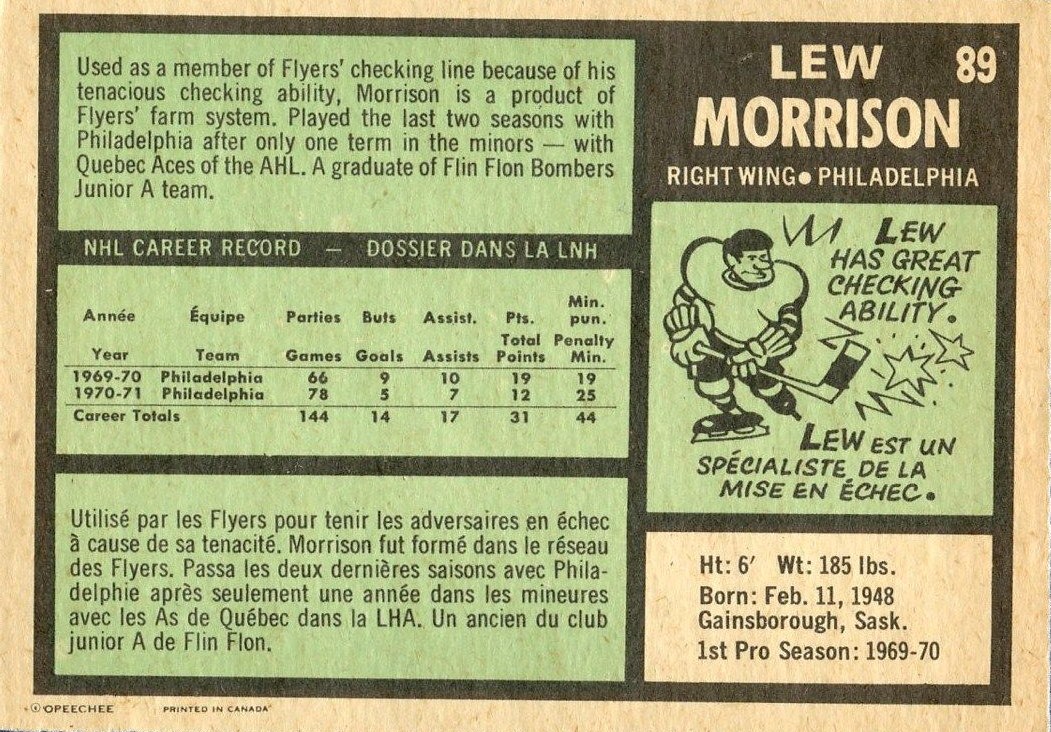 Used as a member of Flyers' checking line because of his
tenacious checking ability, Morrison is a product of
Flyers' farm system. Played the last two seasons with
Philadelphia after only one term in the minors — with
Quebec Aces of the AHL. A graduate of Flin Flon Bombers
Junior A team.
NHL CAREER RECORD — DOSSIER DANS LA LNH
Année Équipe Parties Buts Assist. Pts. Min. pun.
Year Team Games Goals Assists Total Points Penalty Min.
1969-70 Philadelphia 66 9 10 19 19
1970-71 Philadelphia 78 5 7 12 25
Career Totals 144 14 17 31 44
Utilisé par les Flyers pour tenir les adversaires en échec
à cause de sa tenacité. Morrison fut formé dans le réseau
des Flyers. Passa les deux dernières saisons avec Phila-
delphie après seulement une année dans les mineures
avec les As de Québec dans la LHA. Un ancien du club
junior A de Flin Flon.
LEW 89
MORRISON
RIGHT WING● PHILADELPHIA
LEW
HAS GREAT
CHECKING
ABILITY.
LEW EST UN
SPÉCIALISTE DE LA
MISE EN ÉCHEC.
Ht: 6' Wt: 185 lbs.
Born: Feb. 11, 1948
Gainsborough, Sask.
1st Pro Season: 1969-70
© OPEECHEE PRINTED IN CANADA